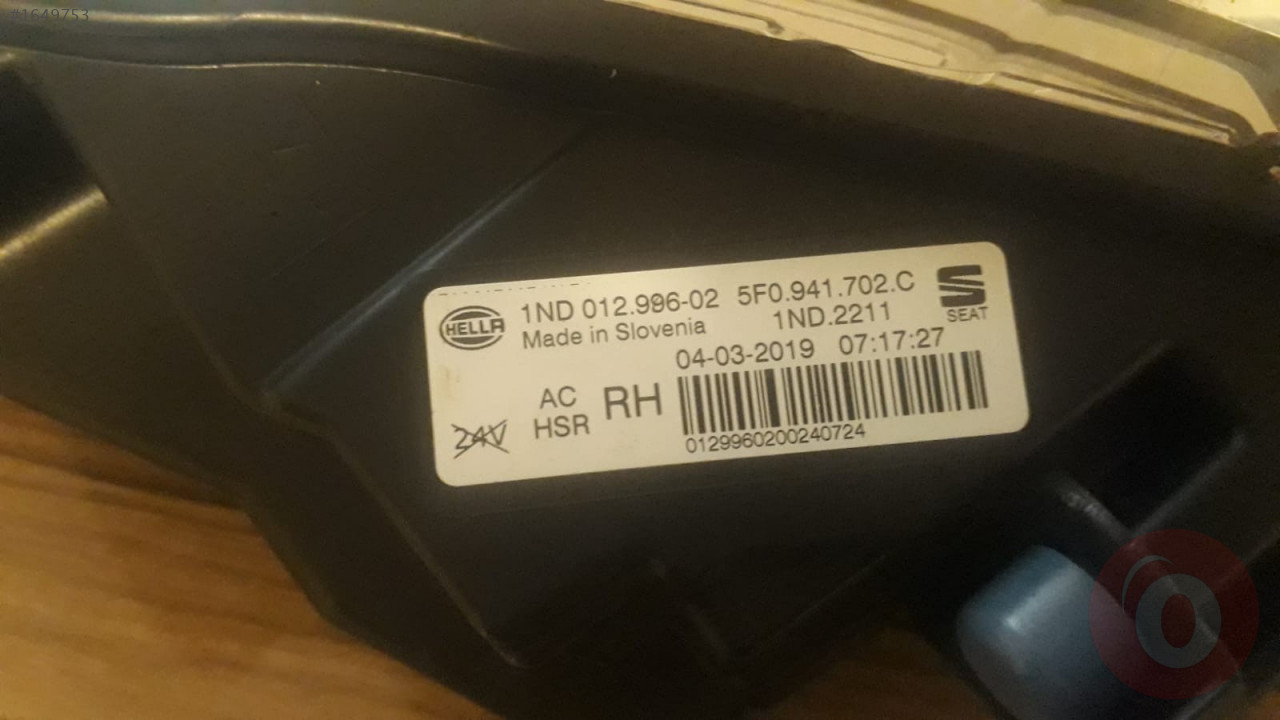 #1649753
HELLA
1ND 012.996-02 5F0.941.702.C
Made in Slovenia 1ND.2211
SEAT
04-03-2019 07:17:27
AC
HSR
RH
24V
0129960200240724